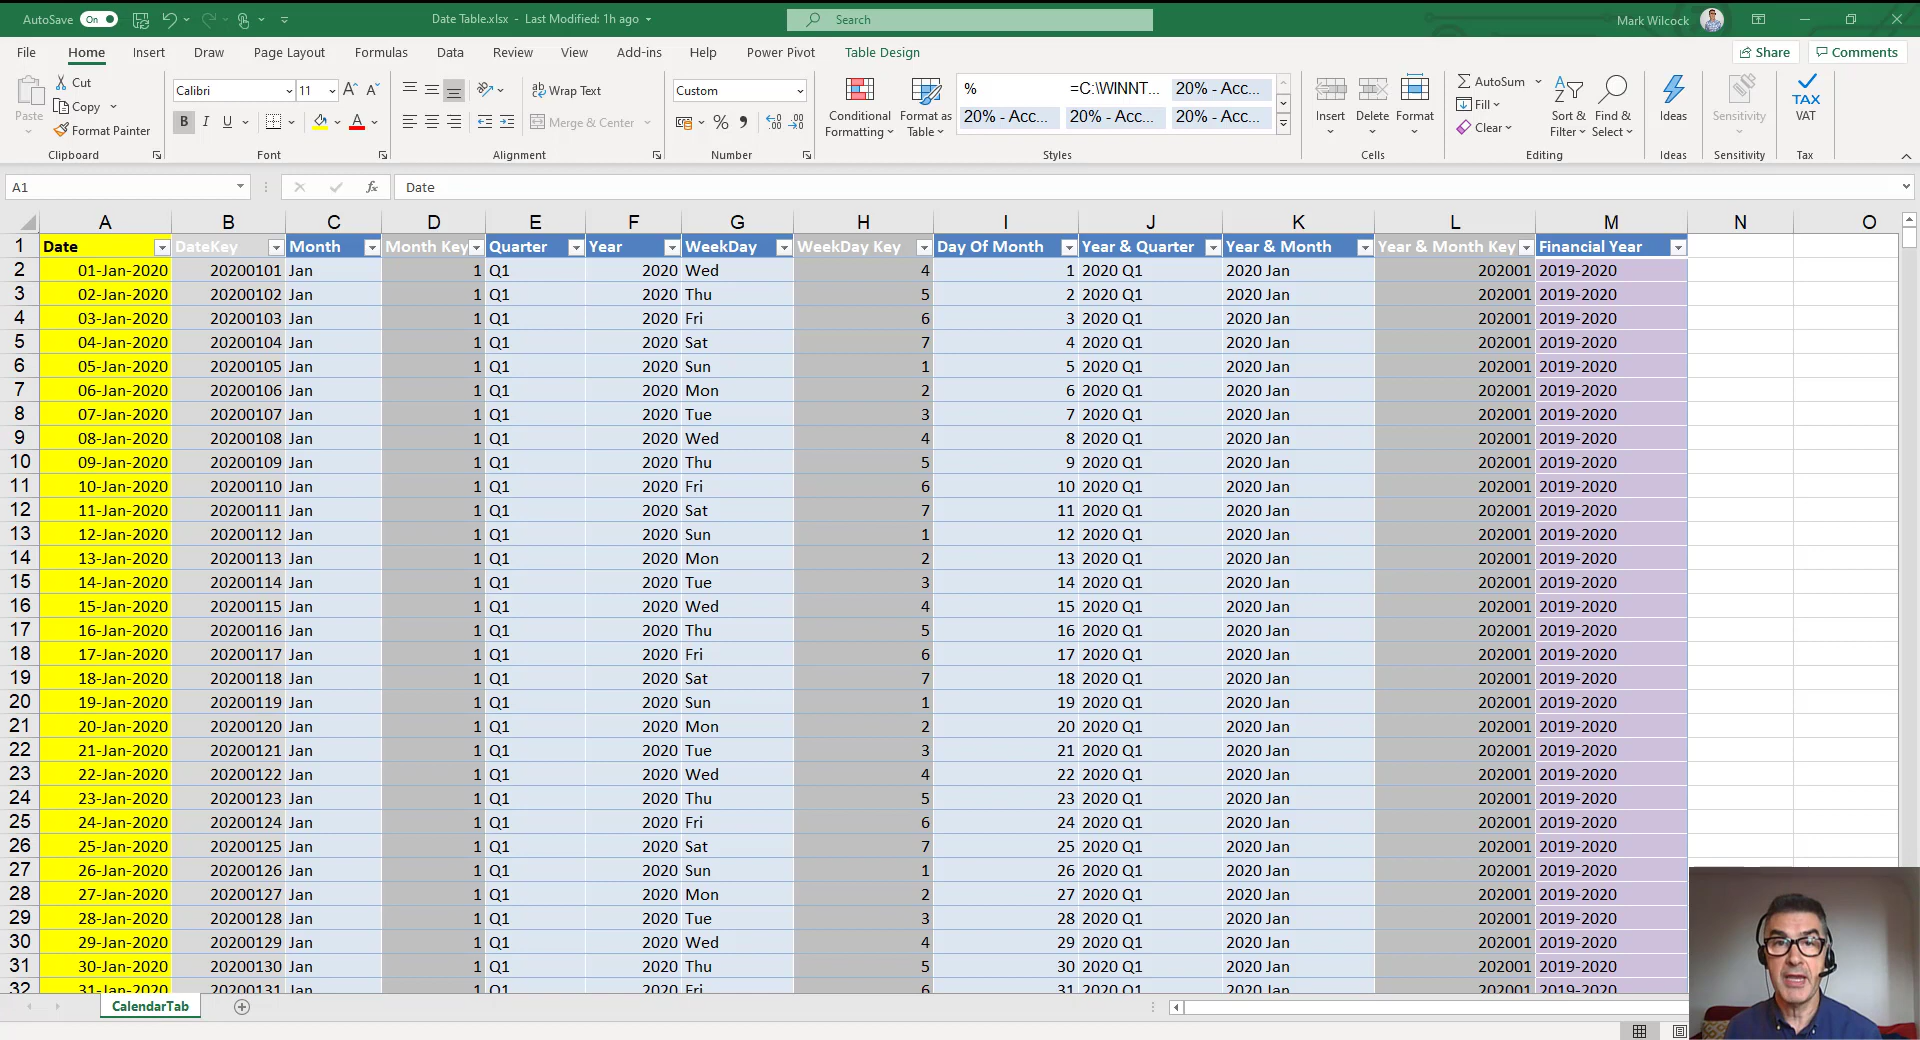 AutoSave On Date Table.xlsx - Last Modified: 1h ago Search Mark Wilcock
File Home Insert Draw Page Layout Formulas Data Review View Add-ins Help Power Pivot Table Design Share Comments
Paste
Cut
Copy
Format Painter
Clipboard
Calibri 11
B I U
Font
Wrap Text
Merge & Center
Alignment
Custom
Number
Conditional Formatting
Format as Table
% =C:\WINNT... 20% - Acc...
20% - Acc... 20% - Acc... 20% - Acc...
Styles
Insert Delete Format
Cells
AutoSum
Fill
Clear
Sort & Filter
Find & Select
Editing
Ideas
Ideas
Sensitivity
Sensitivity
TAX
VAT
Tax
A1 fx Date
A B C D E F G H I J K L M N O
1 Date DateKey Month Month Key Quarter Year WeekDay WeekDay Key Day Of Month Year & Quarter Year & Month Year & Month Key Financial Year
2 01-Jan-2020 20200101 Jan 1 Q1 2020 Wed 4 1 2020 Q1 2020 Jan 202001 2019-2020
3 02-Jan-2020 20200102 Jan 1 Q1 2020 Thu 5 2 2020 Q1 2020 Jan 202001 2019-2020
4 03-Jan-2020 20200103 Jan 1 Q1 2020 Fri 6 3 2020 Q1 2020 Jan 202001 2019-2020
5 04-Jan-2020 20200104 Jan 1 Q1 2020 Sat 7 4 2020 Q1 2020 Jan 202001 2019-2020
6 05-Jan-2020 20200105 Jan 1 Q1 2020 Sun 1 5 2020 Q1 2020 Jan 202001 2019-2020
7 06-Jan-2020 20200106 Jan 1 Q1 2020 Mon 2 6 2020 Q1 2020 Jan 202001 2019-2020
8 07-Jan-2020 20200107 Jan 1 Q1 2020 Tue 3 7 2020 Q1 2020 Jan 202001 2019-2020
9 08-Jan-2020 20200108 Jan 1 Q1 2020 Wed 4 8 2020 Q1 2020 Jan 202001 2019-2020
10 09-Jan-2020 20200109 Jan 1 Q1 2020 Thu 5 9 2020 Q1 2020 Jan 202001 2019-2020
11 10-Jan-2020 20200110 Jan 1 Q1 2020 Fri 6 10 2020 Q1 2020 Jan 202001 2019-2020
12 11-Jan-2020 20200111 Jan 1 Q1 2020 Sat 7 11 2020 Q1 2020 Jan 202001 2019-2020
13 12-Jan-2020 20200112 Jan 1 Q1 2020 Sun 1 12 2020 Q1 2020 Jan 202001 2019-2020
14 13-Jan-2020 20200113 Jan 1 Q1 2020 Mon 2 13 2020 Q1 2020 Jan 202001 2019-2020
15 14-Jan-2020 20200114 Jan 1 Q1 2020 Tue 3 14 2020 Q1 2020 Jan 202001 2019-2020
16 15-Jan-2020 20200115 Jan 1 Q1 2020 Wed 4 15 2020 Q1 2020 Jan 202001 2019-2020
17 16-Jan-2020 20200116 Jan 1 Q1 2020 Thu 5 16 2020 Q1 2020 Jan 202001 2019-2020
18 17-Jan-2020 20200117 Jan 1 Q1 2020 Fri 6 17 2020 Q1 2020 Jan 202001 2019-2020
19 18-Jan-2020 20200118 Jan 1 Q1 2020 Sat 7 18 2020 Q1 2020 Jan 202001 2019-2020
20 19-Jan-2020 20200119 Jan 1 Q1 2020 Sun 1 19 2020 Q1 2020 Jan 202001 2019-2020
21 20-Jan-2020 20200120 Jan 1 Q1 2020 Mon 2 20 2020 Q1 2020 Jan 202001 2019-2020
22 21-Jan-2020 20200121 Jan 1 Q1 2020 Tue 3 21 2020 Q1 2020 Jan 202001 2019-2020
23 22-Jan-2020 20200122 Jan 1 Q1 2020 Wed 4 22 2020 Q1 2020 Jan 202001 2019-2020
24 23-Jan-2020 20200123 Jan 1 Q1 2020 Thu 5 23 2020 Q1 2020 Jan 202001 2019-2020
25 24-Jan-2020 20200124 Jan 1 Q1 2020 Fri 6 24 2020 Q1 2020 Jan 202001 2019-2020
26 25-Jan-2020 20200125 Jan 1 Q1 2020 Sat 7 25 2020 Q1 2020 Jan 202001 2019-2020
27 26-Jan-2020 20200126 Jan 1 Q1 2020 Sun 1 26 2020 Q1 2020 Jan 202001 2019-2020
28 27-Jan-2020 20200127 Jan 1 Q1 2020 Mon 2 27 2020 Q1 2020 Jan 202001 2019-2020
29 28-Jan-2020 20200128 Jan 1 Q1 2020 Tue 3 28 2020 Q1 2020 Jan 202001 2019-2020
30 29-Jan-2020 20200129 Jan 1 Q1 2020 Wed 4 29 2020 Q1 2020 Jan 202001 2019-2020
31 30-Jan-2020 20200130 Jan 1 Q1 2020 Thu 5 30 2020 Q1 2020 Jan 202001 2019-2020
32 31-Jan-2020 20200131 Jan 1 Q1 2020 Fri 6 31 2020 Q1 2020 Jan 202001 2019-2020
CalendarTab